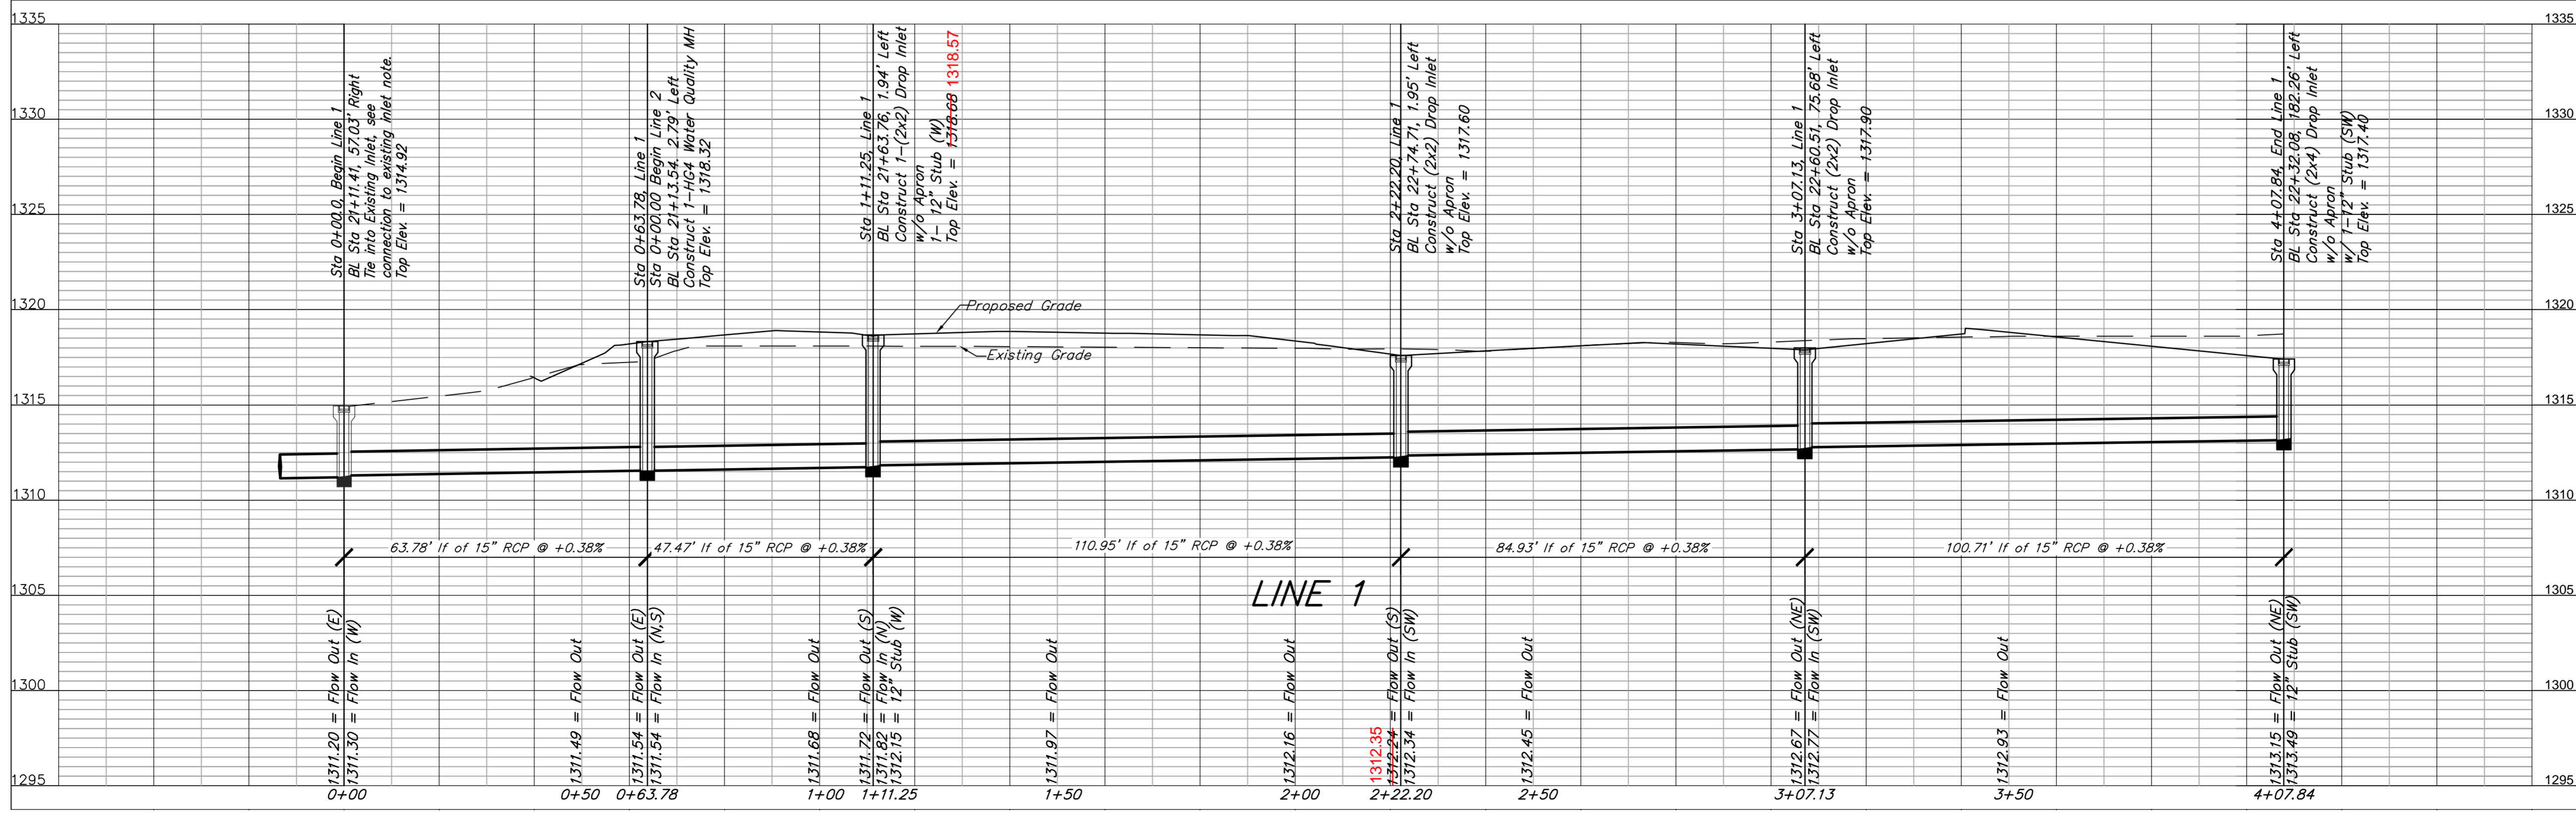 1335
1330
1325
1320
1315
1310
1305
1300
1295
Sta 0+00.0, Begin Line 1
BL Sta 21+11.41, 57.03' Right
Tie into Existing Inlet, see
connection to existing inlet note.
Top Elev. = 1314.92
Sta 0+63.78, Line 1
Sta 0+00.00 Begin Line 2
BL Sta 21+13.54. 2.79' Left
Construct 1-HG4 Water Quality MH
Top Elev. = 1318.32
Sta 1+11.25, Line 1
BL Sta 21+63.76, 1.94' Left
Construct 1-(2x2) Drop Inlet
w/o Apron
1- 12" Stub (W)
Top Elev. = 1318.68 1318.57
Sta 2+22.20, Line 1
BL Sta 22+74.71, 1.95' Left
Construct (2x2) Drop Inlet
w/o Apron
Top Elev. = 1317.60
Sta 3+07.13, Line 1
BL Sta 22+60.51, 75.68' Left
Construct (2x2) Drop Inlet
w/o Apron
Top Elev. = 1317.90
Sta 4+07.84, End Line 1
BL Sta 22+32.08, 182.26' Left
Construct (2x4) Drop Inlet
w/o Apron
w/ 1-12" Stub (SW)
Top Elev. = 1317.40
1335
1330
1325
1320
1315
1310
1305
1300
1295
Proposed Grade
Existing Grade
63.78' lf of 15" RCP @ +0.38%
47.47' lf of 15" RCP @ +0.38%
110.95' lf of 15" RCP @ +0.38%
84.93' lf of 15" RCP @ +0.38%
100.71' lf of 15" RCP @ +0.38%
LINE 1
1311.20 = Flow Out (E)
1311.30 = Flow In (W)
1311.49 = Flow Out
1311.54 = Flow Out (E)
1311.54 = Flow In (N,S)
1311.68 = Flow Out
1311.72 = Flow Out (S)
1311.82 = Flow In (N)
1312.15 = 12" Stub (W)
1311.97 = Flow Out
1312.16 = Flow Out
1312.35
1312.24 = Flow Out (S)
1312.34 = Flow In (SW)
1312.45 = Flow Out
1312.67 = Flow Out (NE)
1312.77 = Flow In (SW)
1312.93 = Flow Out
1313.15 = Flow Out (NE)
1313.49 = 12" Stub (SW)
0+00
0+50
0+63.78
1+00
1+11.25
1+50
2+00
2+22.20
2+50
3+07.13
3+50
4+07.84